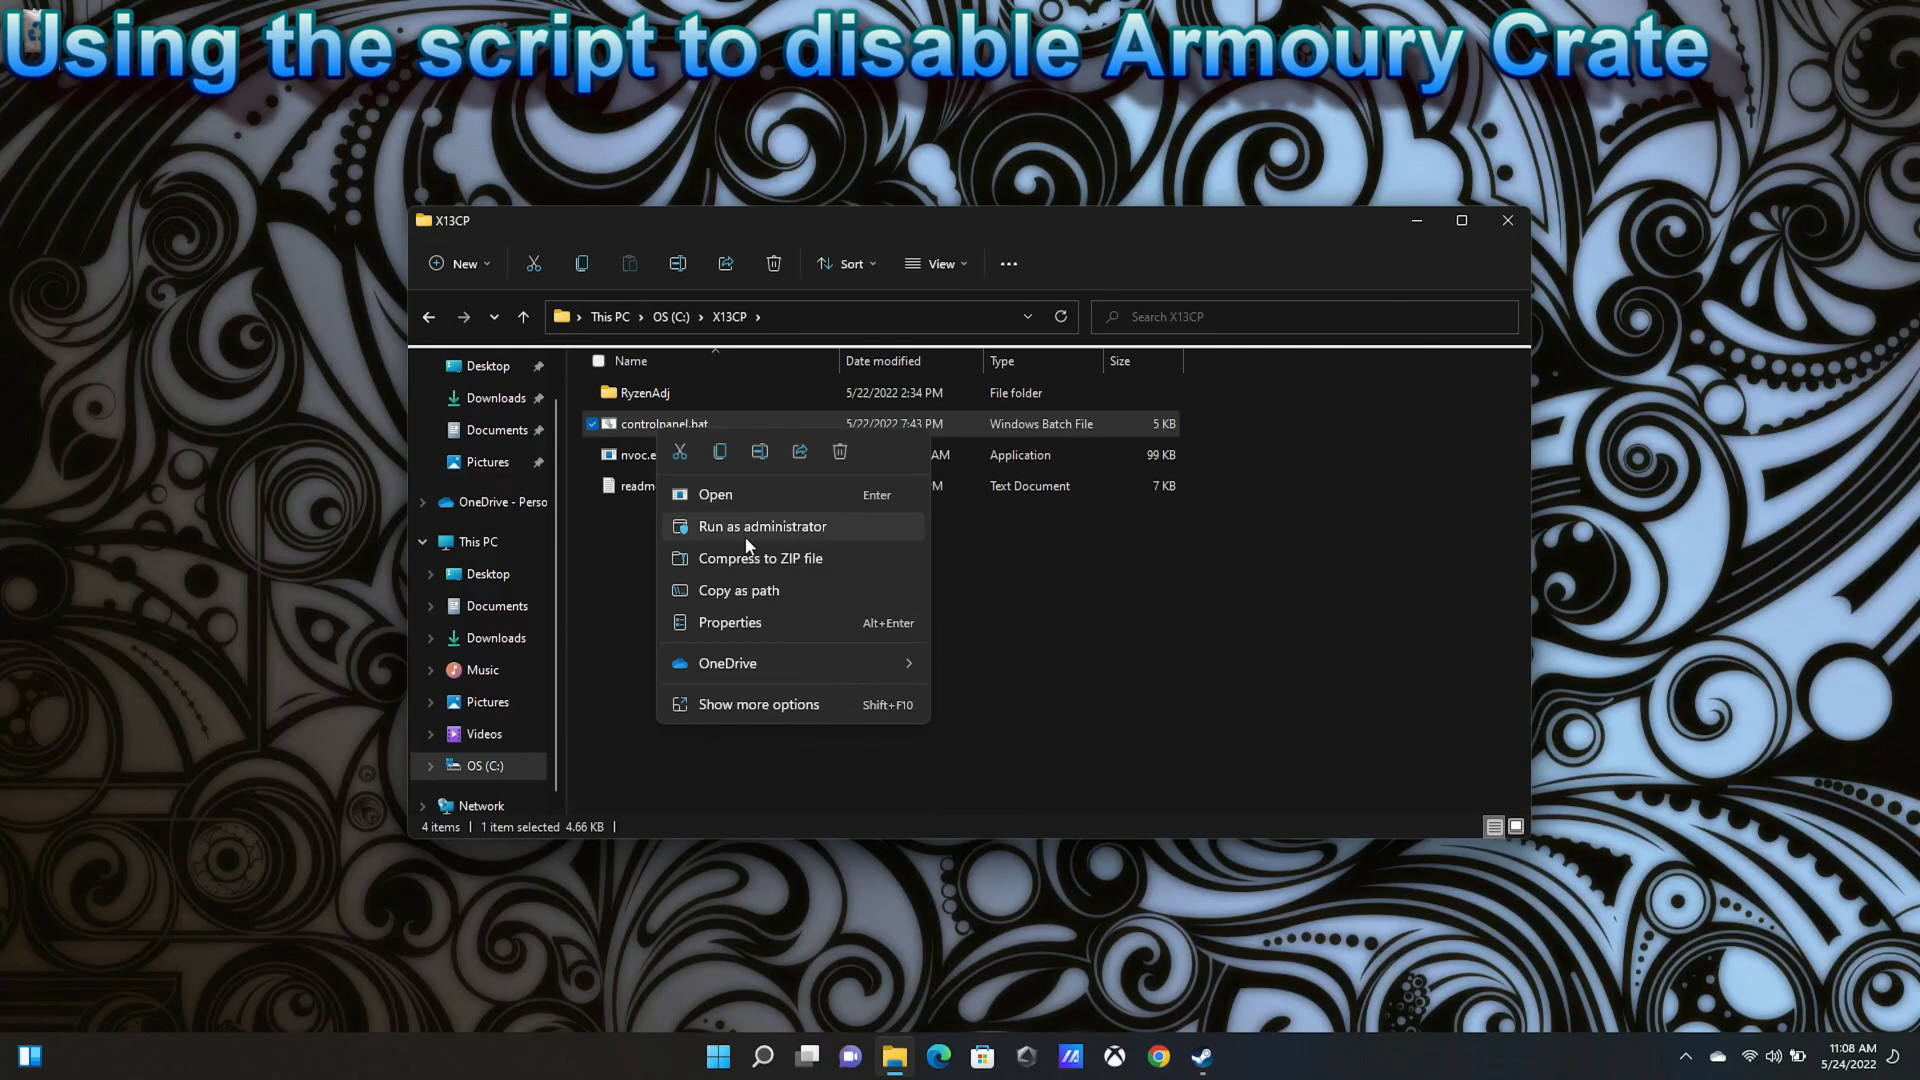 Using the script to disable Armoury Crate
X13CP
New
Sort
View
This PC > OS (C:) > X13CP >
Search X13CP
Name Date modified Type Size
Desktop
Downloads
Documents
Pictures
OneDrive - Perso
This PC
Desktop
Documents
Downloads
Music
Pictures
Videos
OS (C:)
Network
RyzenAdj 5/22/2022 2:34 PM File folder
controlpanel.bat 5/22/2022 7:43 PM Windows Batch File 5 KB
nvoc.e AM Application 99 KB
readm PM Text Document 7 KB
Open Enter
Run as administrator
Compress to ZIP file
Copy as path
Properties Alt+Enter
OneDrive
Show more options Shift+F10
4 items | 1 item selected 4.66 KB |
11:08 AM
5/24/2022